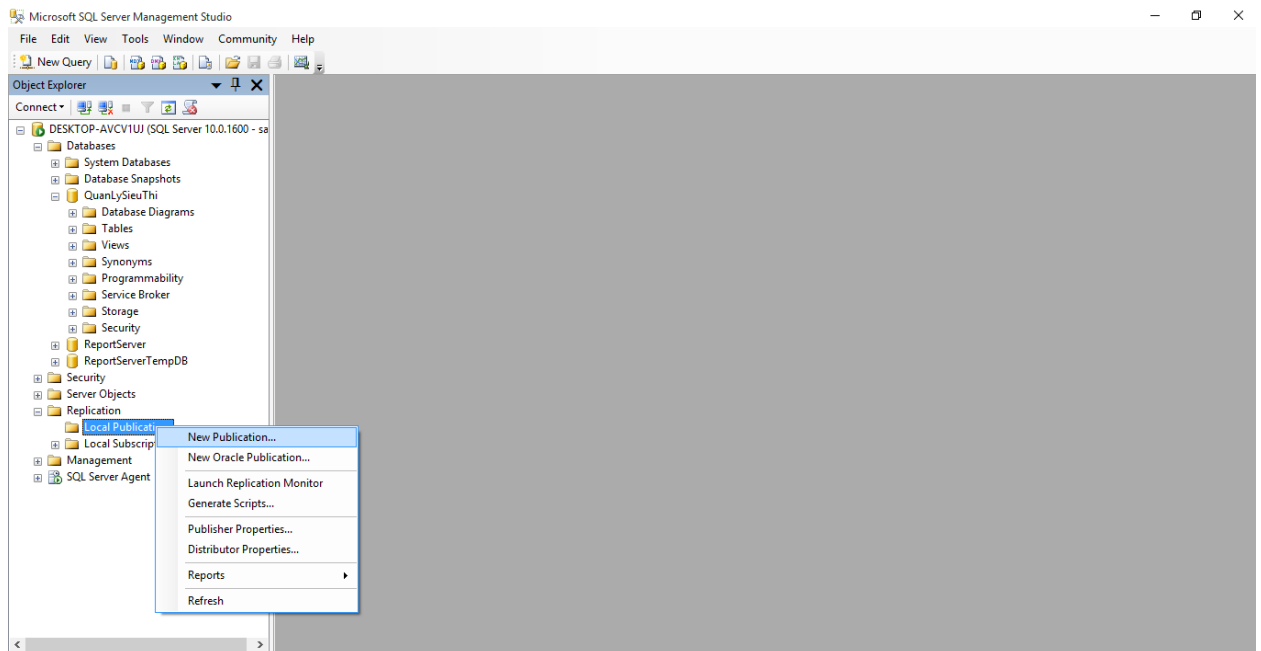 Microsoft SQL Server Management Studio
File Edit View Tools Window Community Help
New Query
Object Explorer
Connect
DESKTOP-AVCV1UJ (SQL Server 10.0.1600 - sa
Databases
System Databases
Database Snapshots
QuanLySieuThi
Database Diagrams
Tables
Views
Synonyms
Programmability
Service Broker
Storage
Security
ReportServer
ReportServerTempDB
Security
Server Objects
Replication
Local Publicati
Local Subscrip
Management
SQL Server Agent
New Publication...
New Oracle Publication...
Launch Replication Monitor
Generate Scripts...
Publisher Properties...
Distributor Properties...
Reports
Refresh